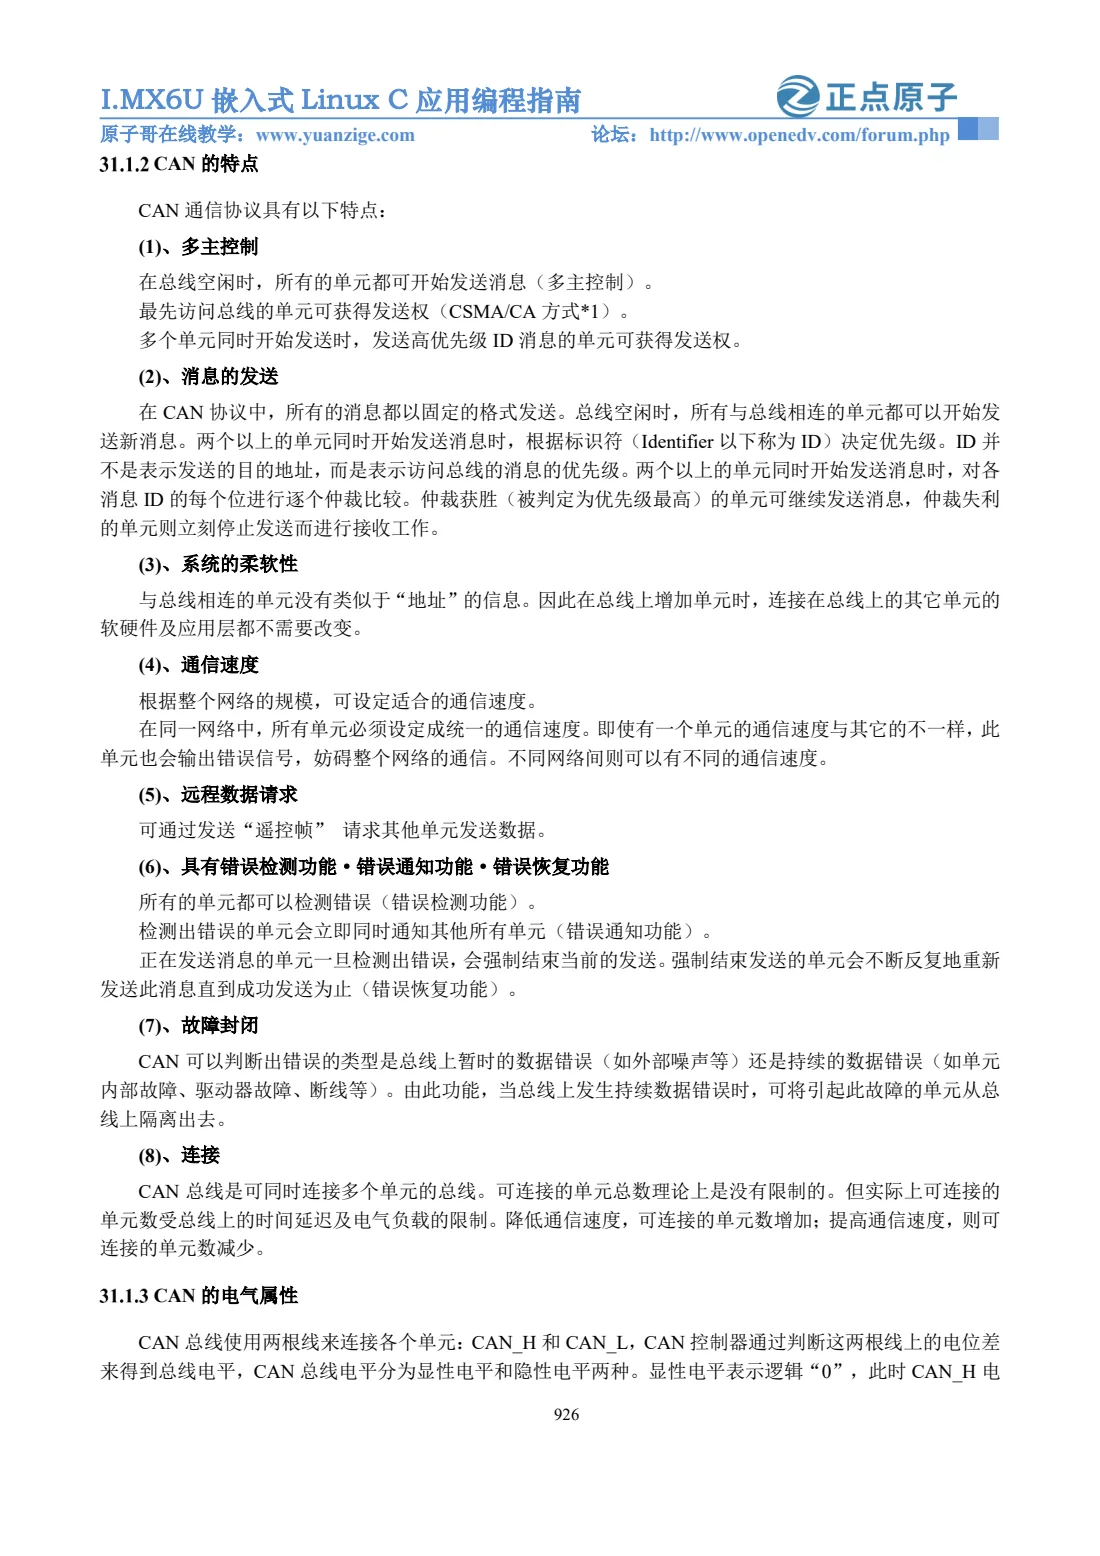 I.MX6U 嵌入式 Linux C 应用编程指南
正点原子
原子哥在线教学：www.yuanzige.com 论坛：http://www.openedv.com/forum.php
31.1.2 CAN 的特点
CAN 通信协议具有以下特点：
(1)、多主控制
在总线空闲时，所有的单元都可开始发送消息（多主控制）。
最先访问总线的单元可获得发送权（CSMA/CA 方式*1）。
多个单元同时开始发送时，发送高优先级 ID 消息的单元可获得发送权。
(2)、消息的发送
在 CAN 协议中，所有的消息都以固定的格式发送。总线空闲时，所有与总线相连的单元都可以开始发
送新消息。两个以上的单元同时开始发送消息时，根据标识符（Identifier 以下称为 ID）决定优先级。ID 并
不是表示发送的目的地址，而是表示访问总线的消息的优先级。两个以上的单元同时开始发送消息时，对各
消息 ID 的每个位进行逐个仲裁比较。仲裁获胜（被判定为优先级最高）的单元可继续发送消息，仲裁失利
的单元则立刻停止发送而进行接收工作。
(3)、系统的柔软性
与总线相连的单元没有类似于“地址”的信息。因此在总线上增加单元时，连接在总线上的其它单元的
软硬件及应用层都不需要改变。
(4)、通信速度
根据整个网络的规模，可设定适合的通信速度。
在同一网络中，所有单元必须设定成统一的通信速度。即使有一个单元的通信速度与其它的不一样，此
单元也会输出错误信号，妨碍整个网络的通信。不同网络间则可以有不同的通信速度。
(5)、远程数据请求
可通过发送“遥控帧” 请求其他单元发送数据。
(6)、具有错误检测功能·错误通知功能·错误恢复功能
所有的单元都可以检测错误（错误检测功能）。
检测出错误的单元会立即同时通知其他所有单元（错误通知功能）。
正在发送消息的单元一旦检测出错误，会强制结束当前的发送。强制结束发送的单元会不断反复地重新
发送此消息直到成功发送为止（错误恢复功能）。
(7)、故障封闭
CAN 可以判断出错误的类型是总线上暂时的数据错误（如外部噪声等）还是持续的数据错误（如单元
内部故障、驱动器故障、断线等）。由此功能，当总线上发生持续数据错误时，可将引起此故障的单元从总
线上隔离出去。
(8)、连接
CAN 总线是可同时连接多个单元的总线。可连接的单元总数理论上是没有限制的。但实际上可连接的
单元数受总线上的时间延迟及电气负载的限制。降低通信速度，可连接的单元数增加；提高通信速度，则可
连接的单元数减少。
31.1.3 CAN 的电气属性
CAN 总线使用两根线来连接各个单元：CAN_H 和 CAN_L，CAN 控制器通过判断这两根线上的电位差
来得到总线电平，CAN 总线电平分为显性电平和隐性电平两种。显性电平表示逻辑“0”，此时 CAN_H 电
926